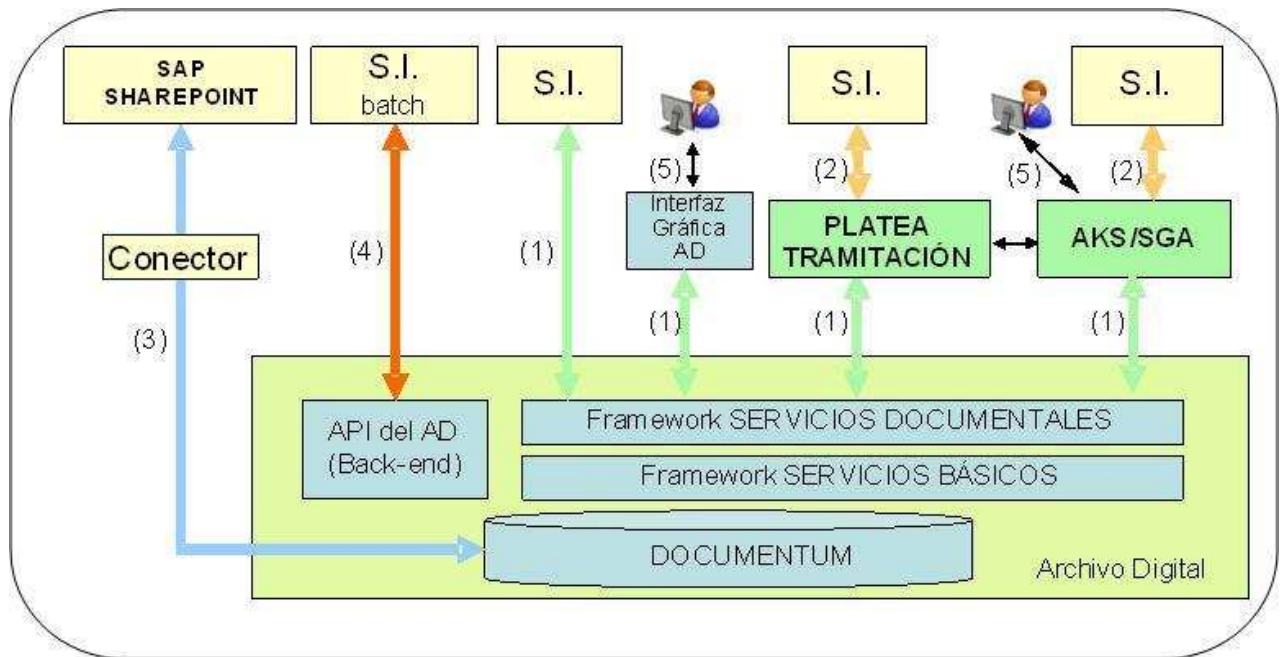 SAP
SHAREPOINT
S.I.
batch
S.I.
S.I.
S.I.
(5)
(2)
(5)
(2)
Conector
(4)
(1)
Interfaz
Gráfica
AD
PLATEA
TRAMITACIÓN
AKS/SGA
(3)
(1)
(1)
(1)
API del AD
(Back-end)
Framework SERVICIOS DOCUMENTALES
Framework SERVICIOS BÁSICOS
DOCUMENTUM
Archivo Digital